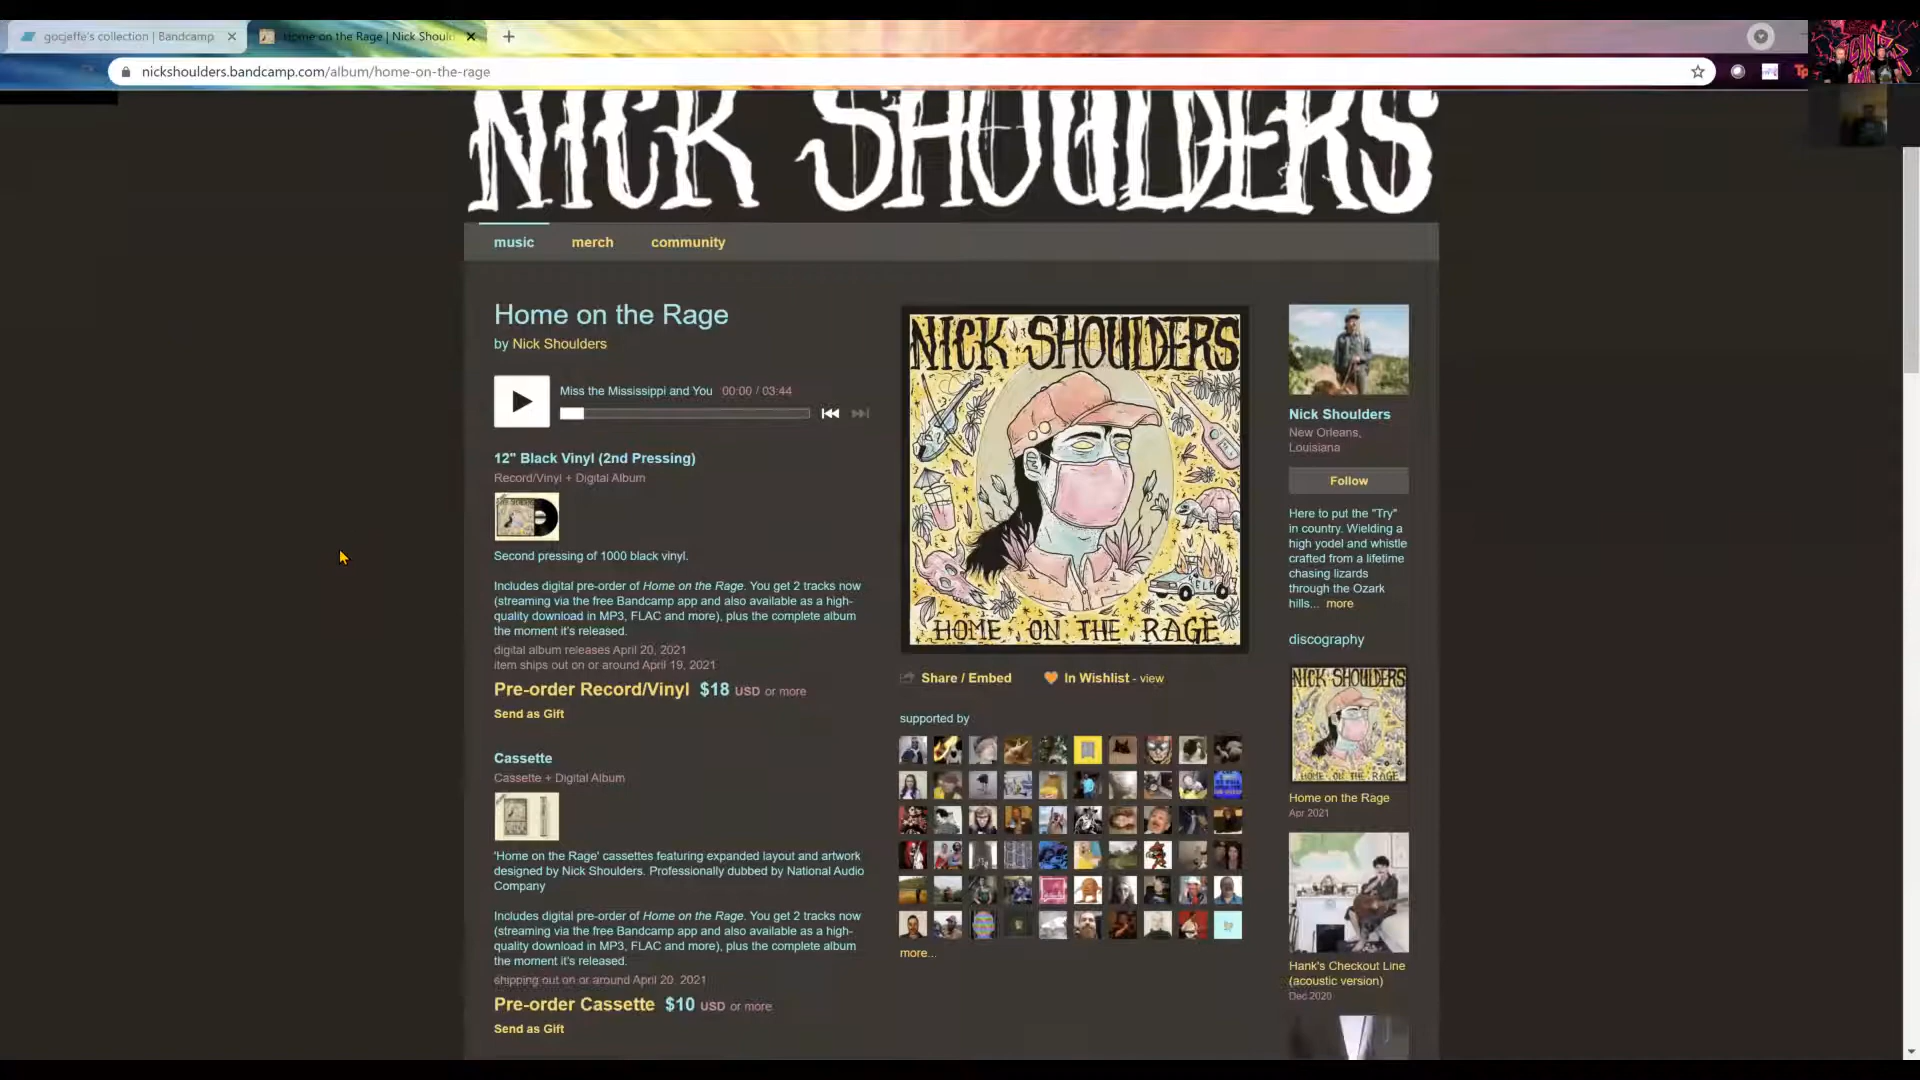 gocjeffe's collection | Bandcamp
Home on the Rage | Nick Should
nickshoulders.bandcamp.com/album/home-on-the-rage
NICK SHOULDERS
music merch community
Home on the Rage
by Nick Shoulders
Miss the Mississippi and You 00:00 / 03:44
12" Black Vinyl (2nd Pressing)
Record/Vinyl + Digital Album
Second pressing of 1000 black vinyl.
Includes digital pre-order of Home on the Rage. You get 2 tracks now
(streaming via the free Bandcamp app and also available as a high-
quality download in MP3, FLAC and more), plus the complete album
the moment it's released.
digital album releases April 20, 2021
item ships out on or around April 19, 2021
Pre-order Record/Vinyl $18 USD or more
Send as Gift
Cassette
Cassette + Digital Album
'Home on the Rage' cassettes featuring expanded layout and artwork
designed by Nick Shoulders. Professionally dubbed by National Audio
Company
Includes digital pre-order of Home on the Rage. You get 2 tracks now
(streaming via the free Bandcamp app and also available as a high-
quality download in MP3, FLAC and more), plus the complete album
the moment it's released.
shipping out on or around April 20, 2021
Pre-order Cassette $10 USD or more
Send as Gift
NICK SHOULDERS
HELP
HOME ON THE RAGE
Share / Embed
In Wishlist - view
supported by
more...
Nick Shoulders
New Orleans,
Louisiana
Follow
Here to put the "Try"
in country. Wielding a
high yodel and whistle
crafted from a lifetime
chasing lizards
through the Ozark
hills... more
discography
NICK SHOULDERS
HOME ON THE RAGE
Home on the Rage
Apr 2021
Hank's Checkout Line
(acoustic version)
Dec 2020